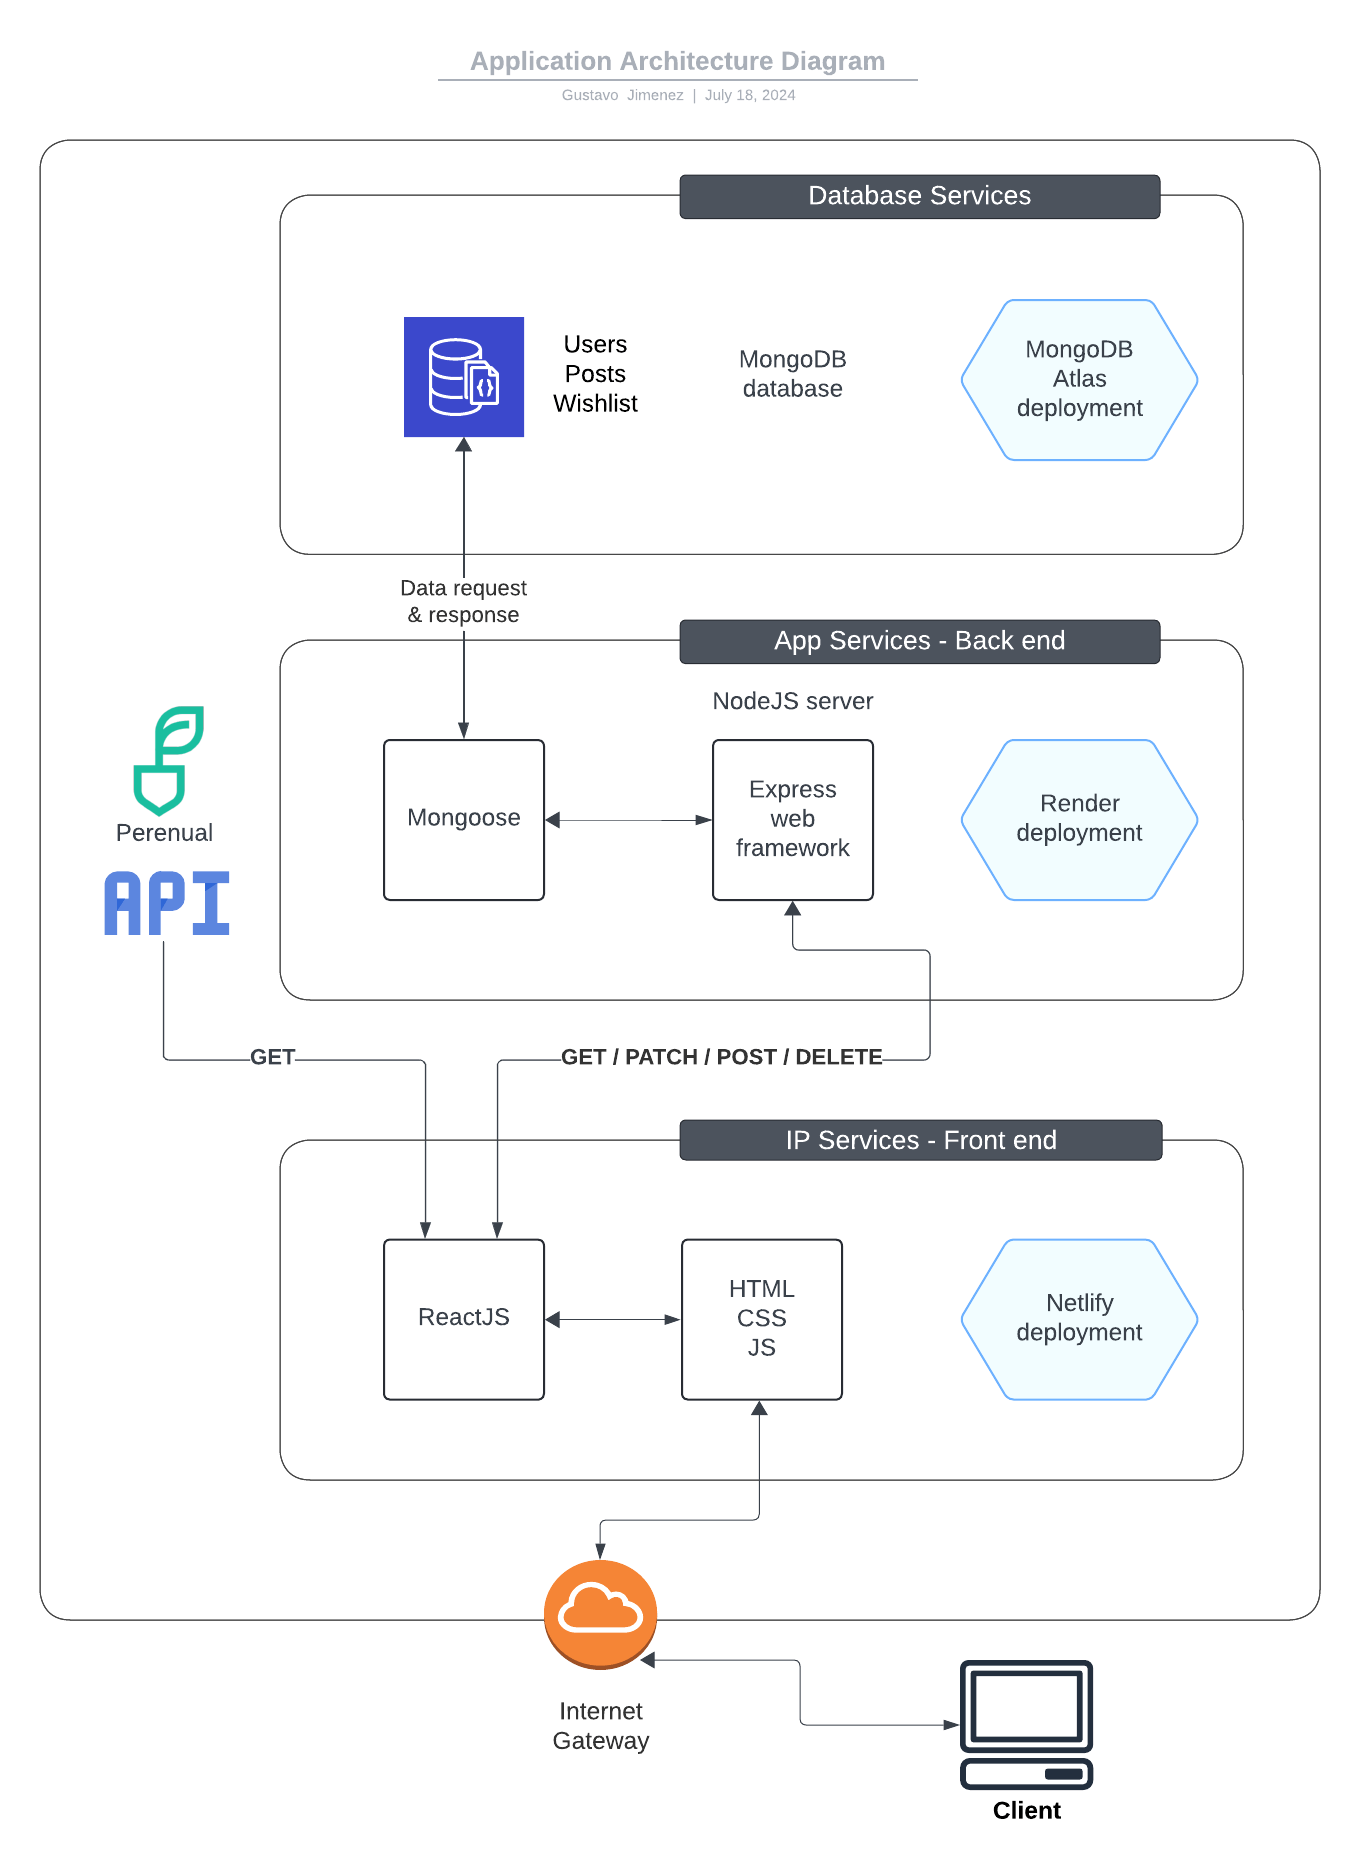 Application Architecture Diagram
Gustavo Jimenez | July 18, 2024
Database Services
Users
Posts
Wishlist
MongoDB
database
MongoDB
Atlas
deployment
Data request
& response
App Services - Back end
NodeJS server
Mongoose
Express
web
framework
Render
deployment
Perenual
API
GET
GET / PATCH / POST / DELETE
IP Services - Front end
ReactJS
HTML
CSS
JS
Netlify
deployment
Internet
Gateway
Client